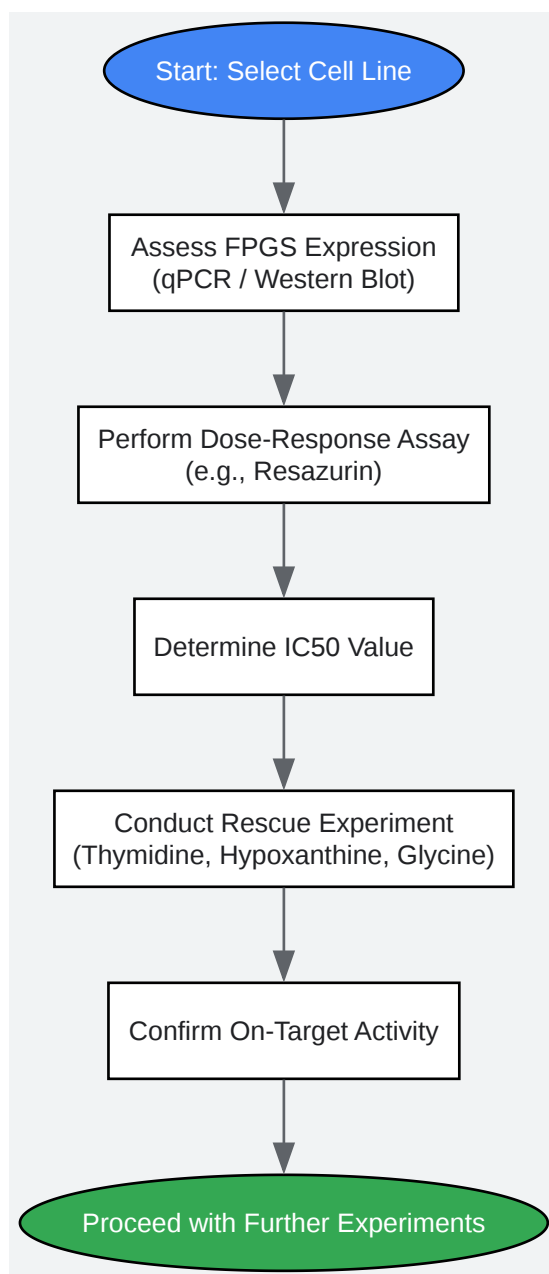 Start: Select Cell Line
Assess FPGS Expression
(qPCR / Western Blot)
Perform Dose-Response Assay
(e.g., Resazurin)
Determine IC50 Value
Conduct Rescue Experiment
(Thymidine, Hypoxanthine, Glycine)
Confirm On-Target Activity
Proceed with Further Experiments